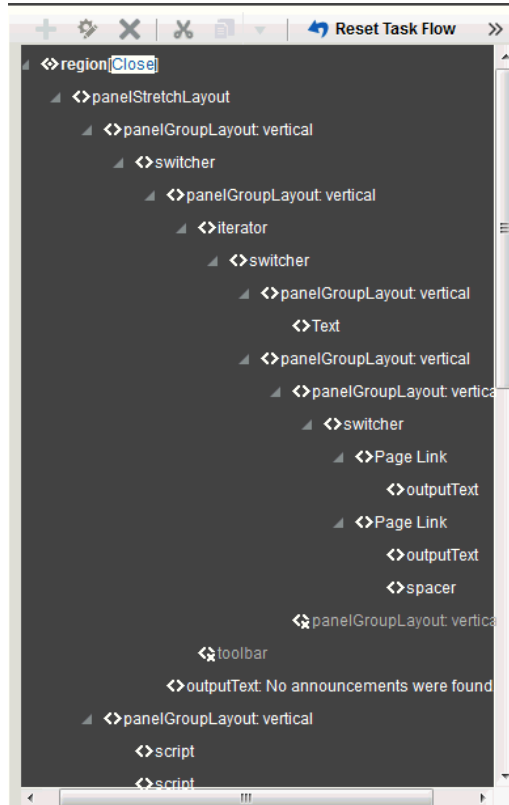 Reset Task Flow
region[Close]
panelStretchLayout
panelGroupLayout: vertical
switcher
panelGroupLayout: vertical
iterator
switcher
panelGroupLayout: vertical
Text
panelGroupLayout: vertical
panelGroupLayout: vertica
switcher
Page Link
outputText
Page Link
outputText
spacer
panelGroupLayout: vertica
toolbar
outputText: No announcements were found
panelGroupLayout: vertical
script
script